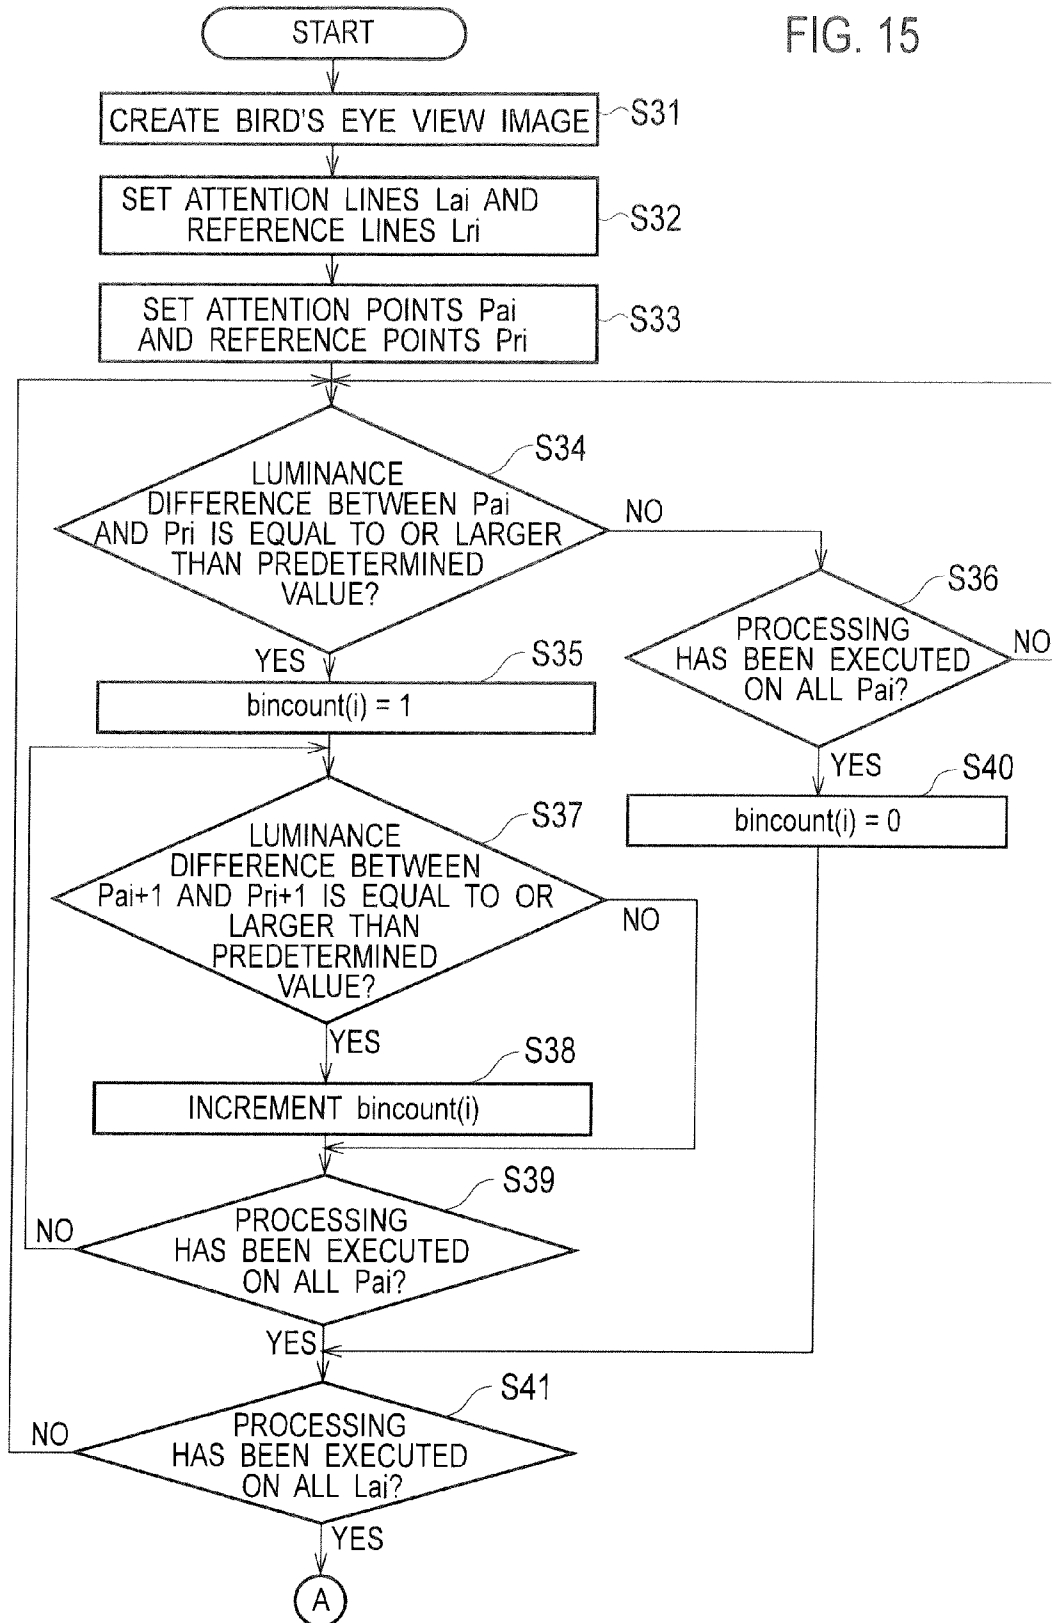 FIG. 15
START
CREATE BIRD'S EYE VIEW IMAGE
S31
SET ATTENTION LINES Lai AND
REFERENCE LINES Lri
S32
SET ATTENTION POINTS Pai
AND REFERENCE POINTS Pri
S33
S34
LUMINANCE
DIFFERENCE BETWEEN Pai
AND Pri IS EQUAL TO OR LARGER
THAN PREDETERMINED
VALUE?
NO
YES
S36
PROCESSING
HAS BEEN EXECUTED
ON ALL Pai?
NO
YES
S35
bincount(i) = 1
S40
bincount(i) = 0
S37
LUMINANCE
DIFFERENCE BETWEEN
Pai+1 AND Pri+1 IS EQUAL TO OR
LARGER THAN
PREDETERMINED
VALUE?
NO
YES
S38
INCREMENT bincount(i)
S39
PROCESSING
HAS BEEN EXECUTED
ON ALL Pai?
NO
YES
S41
PROCESSING
HAS BEEN EXECUTED
ON ALL Lai?
NO
YES
A